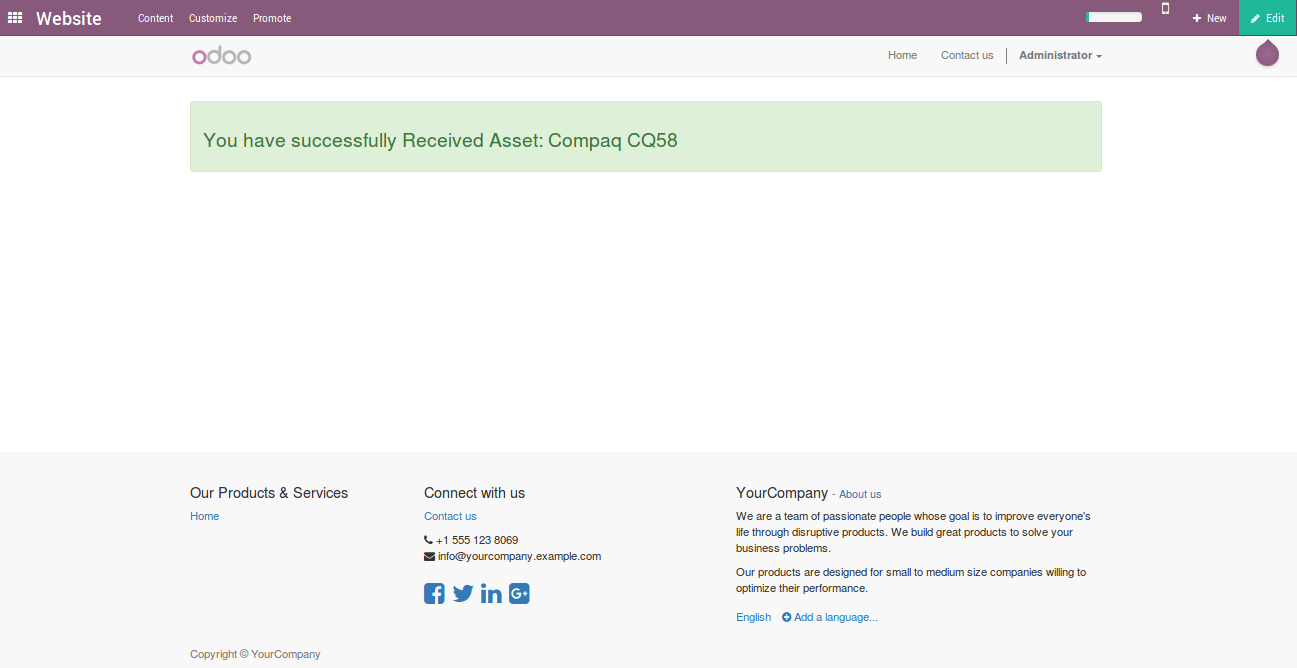 Website Content Customize Promote New Edit
odoo Home Contact us Administrator
You have successfully Received Asset: Compaq CQ58
Our Products & Services
Home
Connect with us
Contact us
+1 555 123 8069
info@yourcompany.example.com
YourCompany - About us
We are a team of passionate people whose goal is to improve everyone's
life through disruptive products. We build great products to solve your
business problems.
Our products are designed for small to medium size companies willing to
optimize their performance.
English Add a language...
Copyright © YourCompany